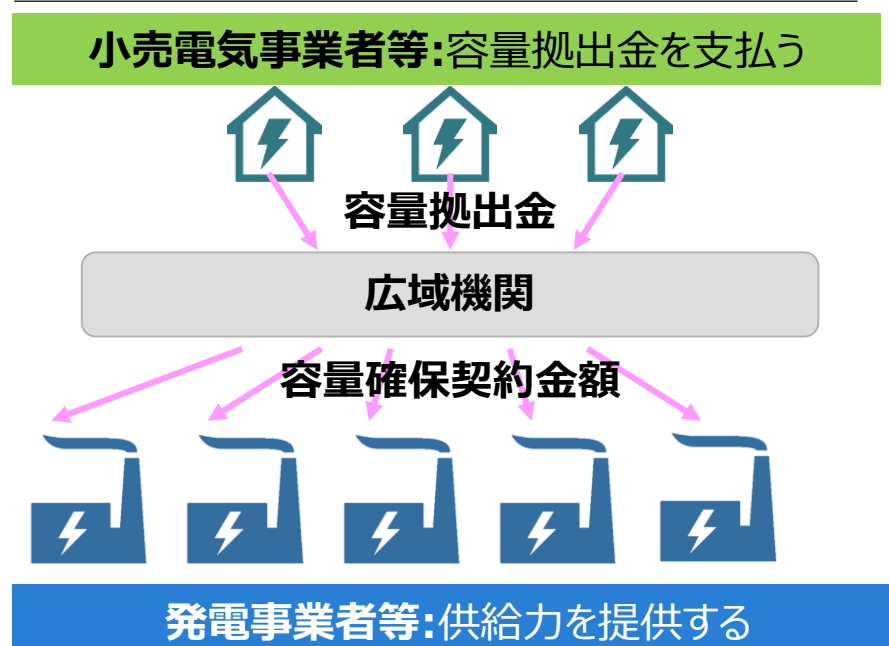 小売電気事業者等:容量拠出金を支払う
容量拠出金
広域機関
容量確保契約金額
発電事業者等:供給力を提供する